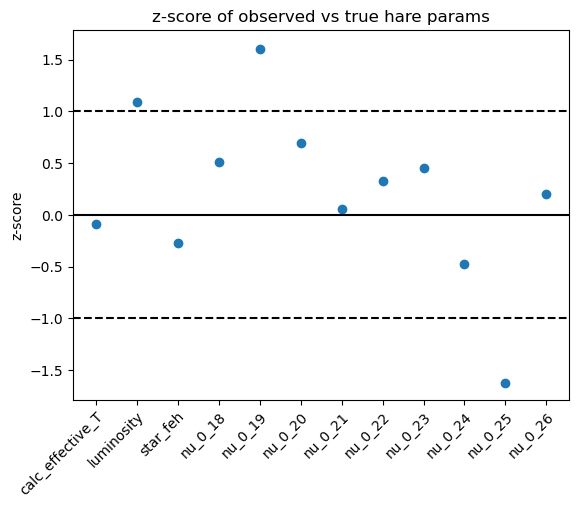 z-score of observed vs true hare params
z-score
1.5
1.0
0.5
0.0
−0.5
−1.0
−1.5
calc_effective_T
luminosity
star_feh
nu_0_18
nu_0_19
nu_0_20
nu_0_21
nu_0_22
nu_0_23
nu_0_24
nu_0_25
nu_0_26